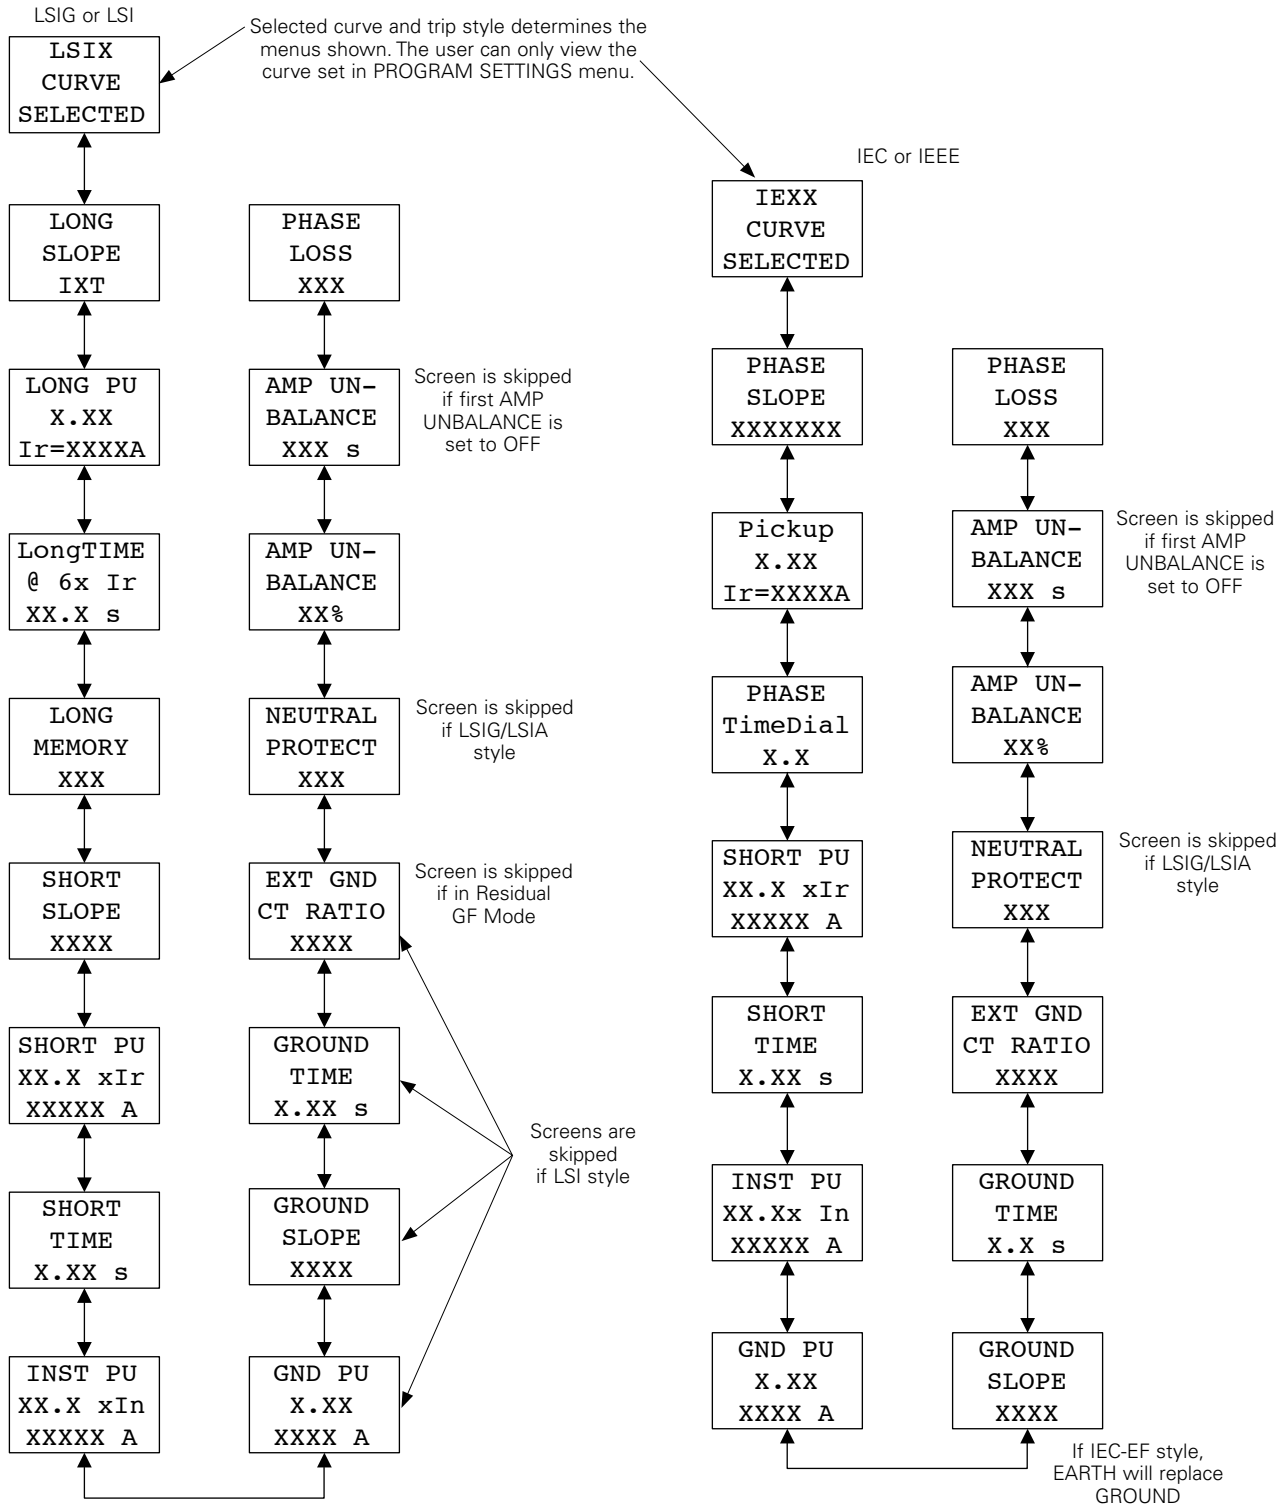 LSIG or LSI
Selected curve and trip style determines the
menus shown. The user can only view the
curve set in PROGRAM SETTINGS menu.
LSIX
CURVE
SELECTED
LONG
SLOPE
IXT
LONG PU
X.XX
Ir=XXXXA
LongTIME
@ 6x Ir
XX.X s
LONG
MEMORY
XXX
SHORT
SLOPE
XXXX
SHORT PU
XX.X xIr
XXXXX A
SHORT
TIME
X.XX s
INST PU
XX.X xIn
XXXXX A
PHASE
LOSS
XXX
AMP UN-
BALANCE
XXX s
Screen is skipped
if first AMP
UNBALANCE is
set to OFF
AMP UN-
BALANCE
XX%
NEUTRAL
PROTECT
XXX
Screen is skipped
if LSIG/LSIA
style
EXT GND
CT RATIO
XXXX
Screen is skipped
if in Residual
GF Mode
GROUND
TIME
X.XX s
Screens are
skipped
if LSI style
GROUND
SLOPE
XXXX
GND PU
X.XX
XXXX A
IEC or IEEE
IEXX
CURVE
SELECTED
PHASE
SLOPE
XXXXXXX
Pickup
X.XX
Ir=XXXXA
PHASE
TimeDial
X.X
SHORT PU
XX.X xIr
XXXXX A
SHORT
TIME
X.XX s
INST PU
XX.Xx In
XXXXX A
GND PU
X.XX
XXXX A
PHASE
LOSS
XXX
AMP UN-
BALANCE
XXX s
Screen is skipped
if first AMP
UNBALANCE is
set to OFF
AMP UN-
BALANCE
XX%
NEUTRAL
PROTECT
XXX
Screen is skipped
if LSIG/LSIA
style
EXT GND
CT RATIO
XXXX
GROUND
TIME
X.X s
GROUND
SLOPE
XXXX
If IEC-EF style,
EARTH will replace
GROUND